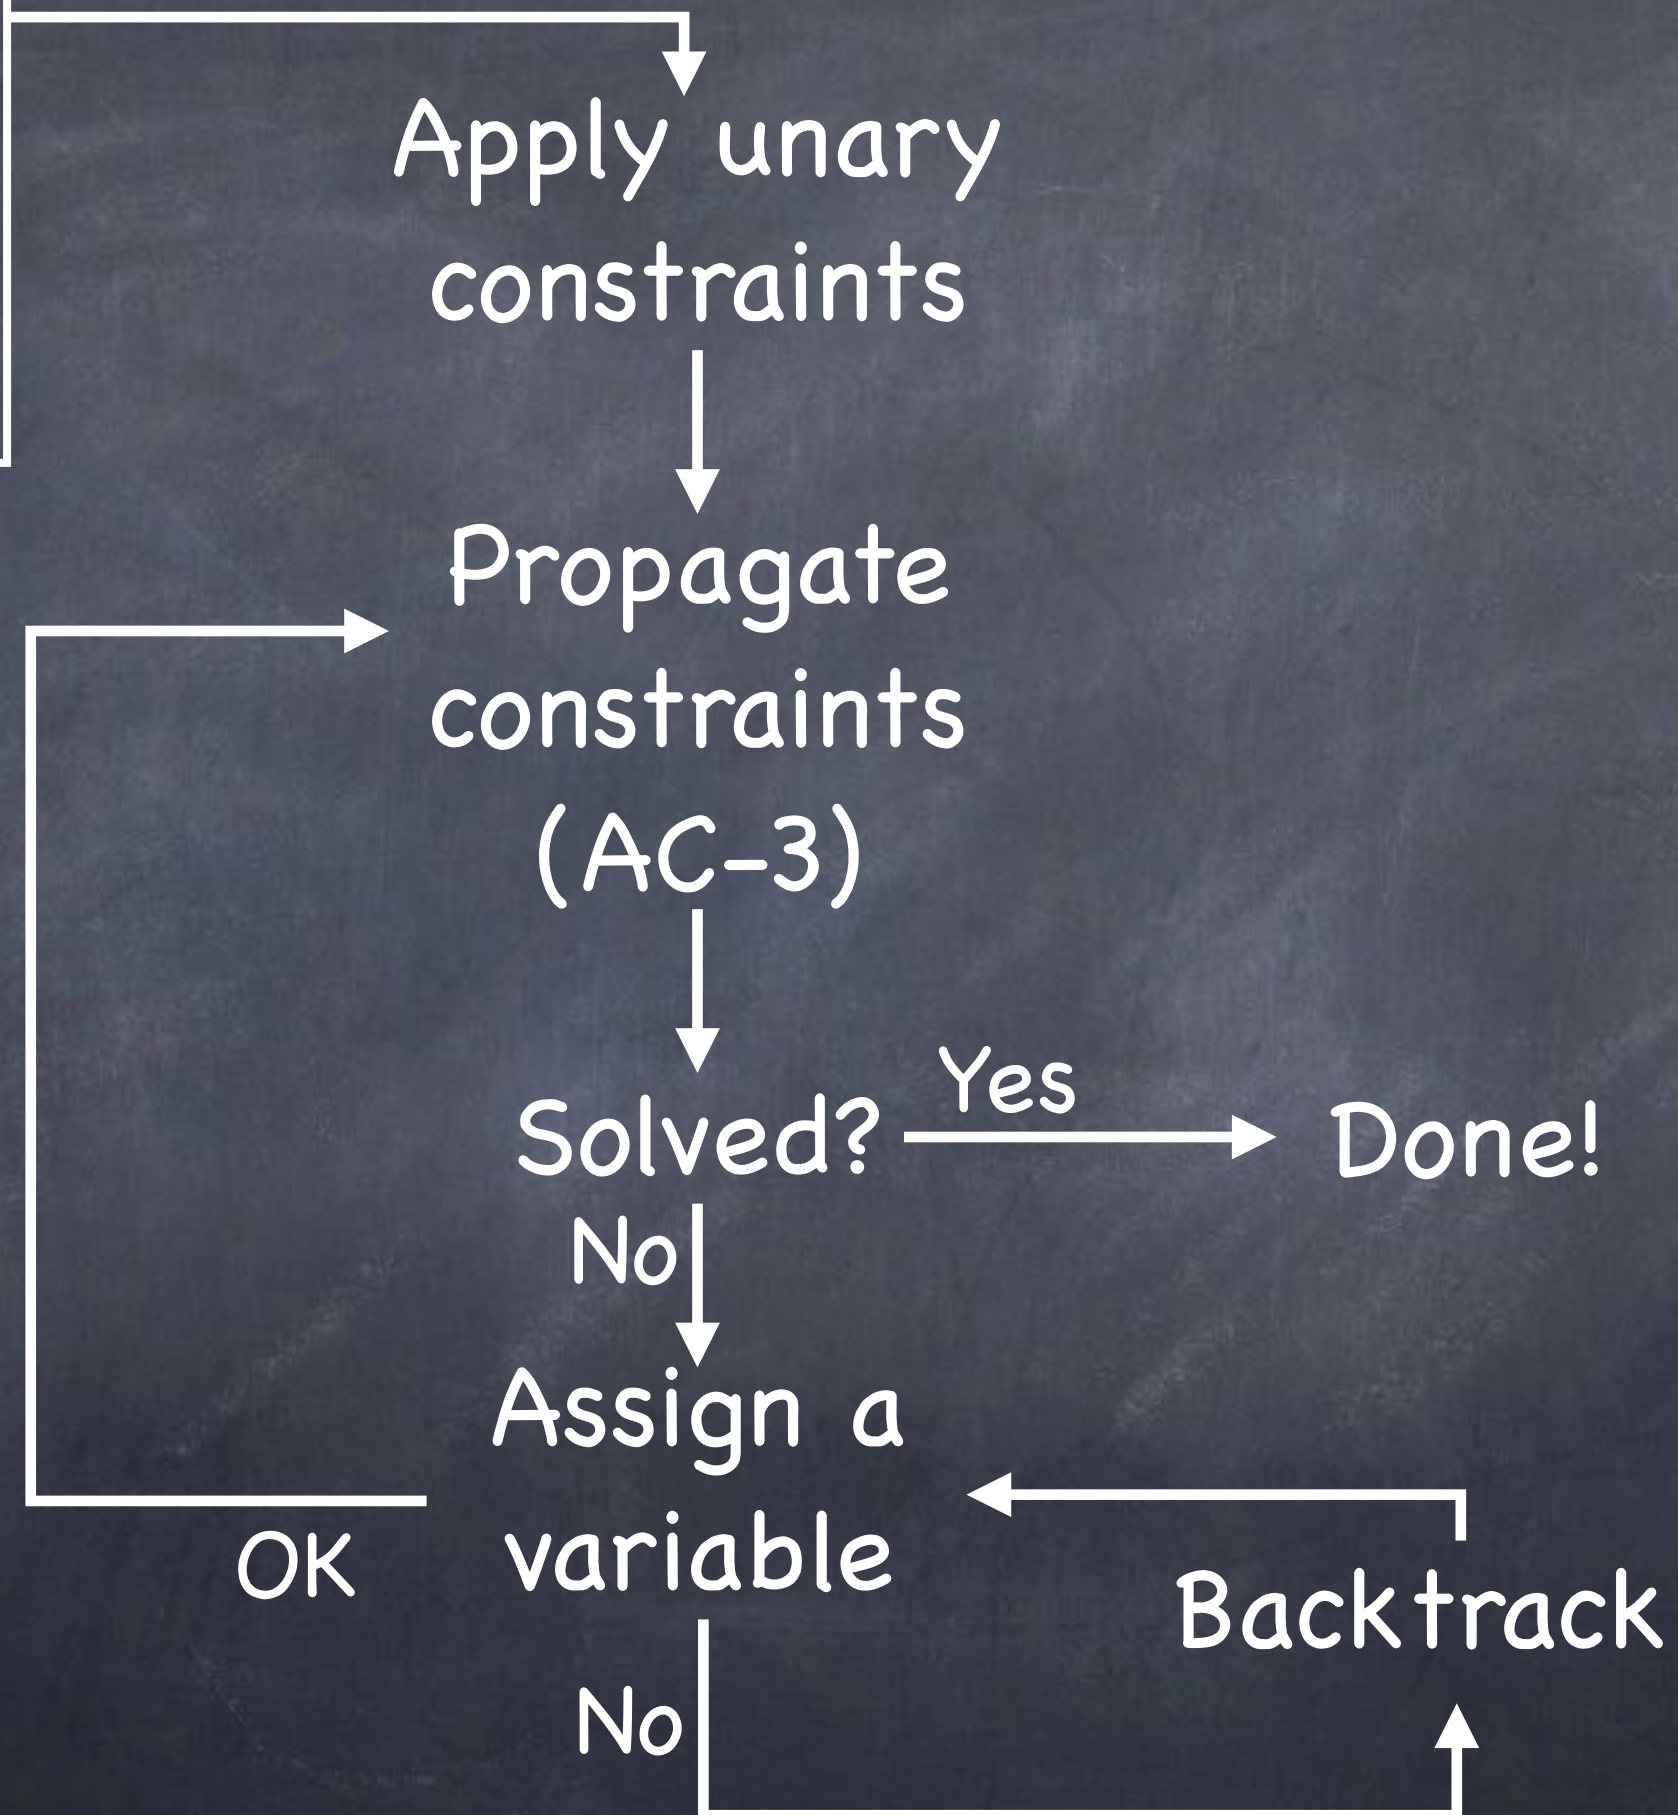 Apply unary
constraints
Propagate
constraints
(AC-3)
Solved?
Yes
Done!
No
Assign a
variable
OK
Backtrack
No